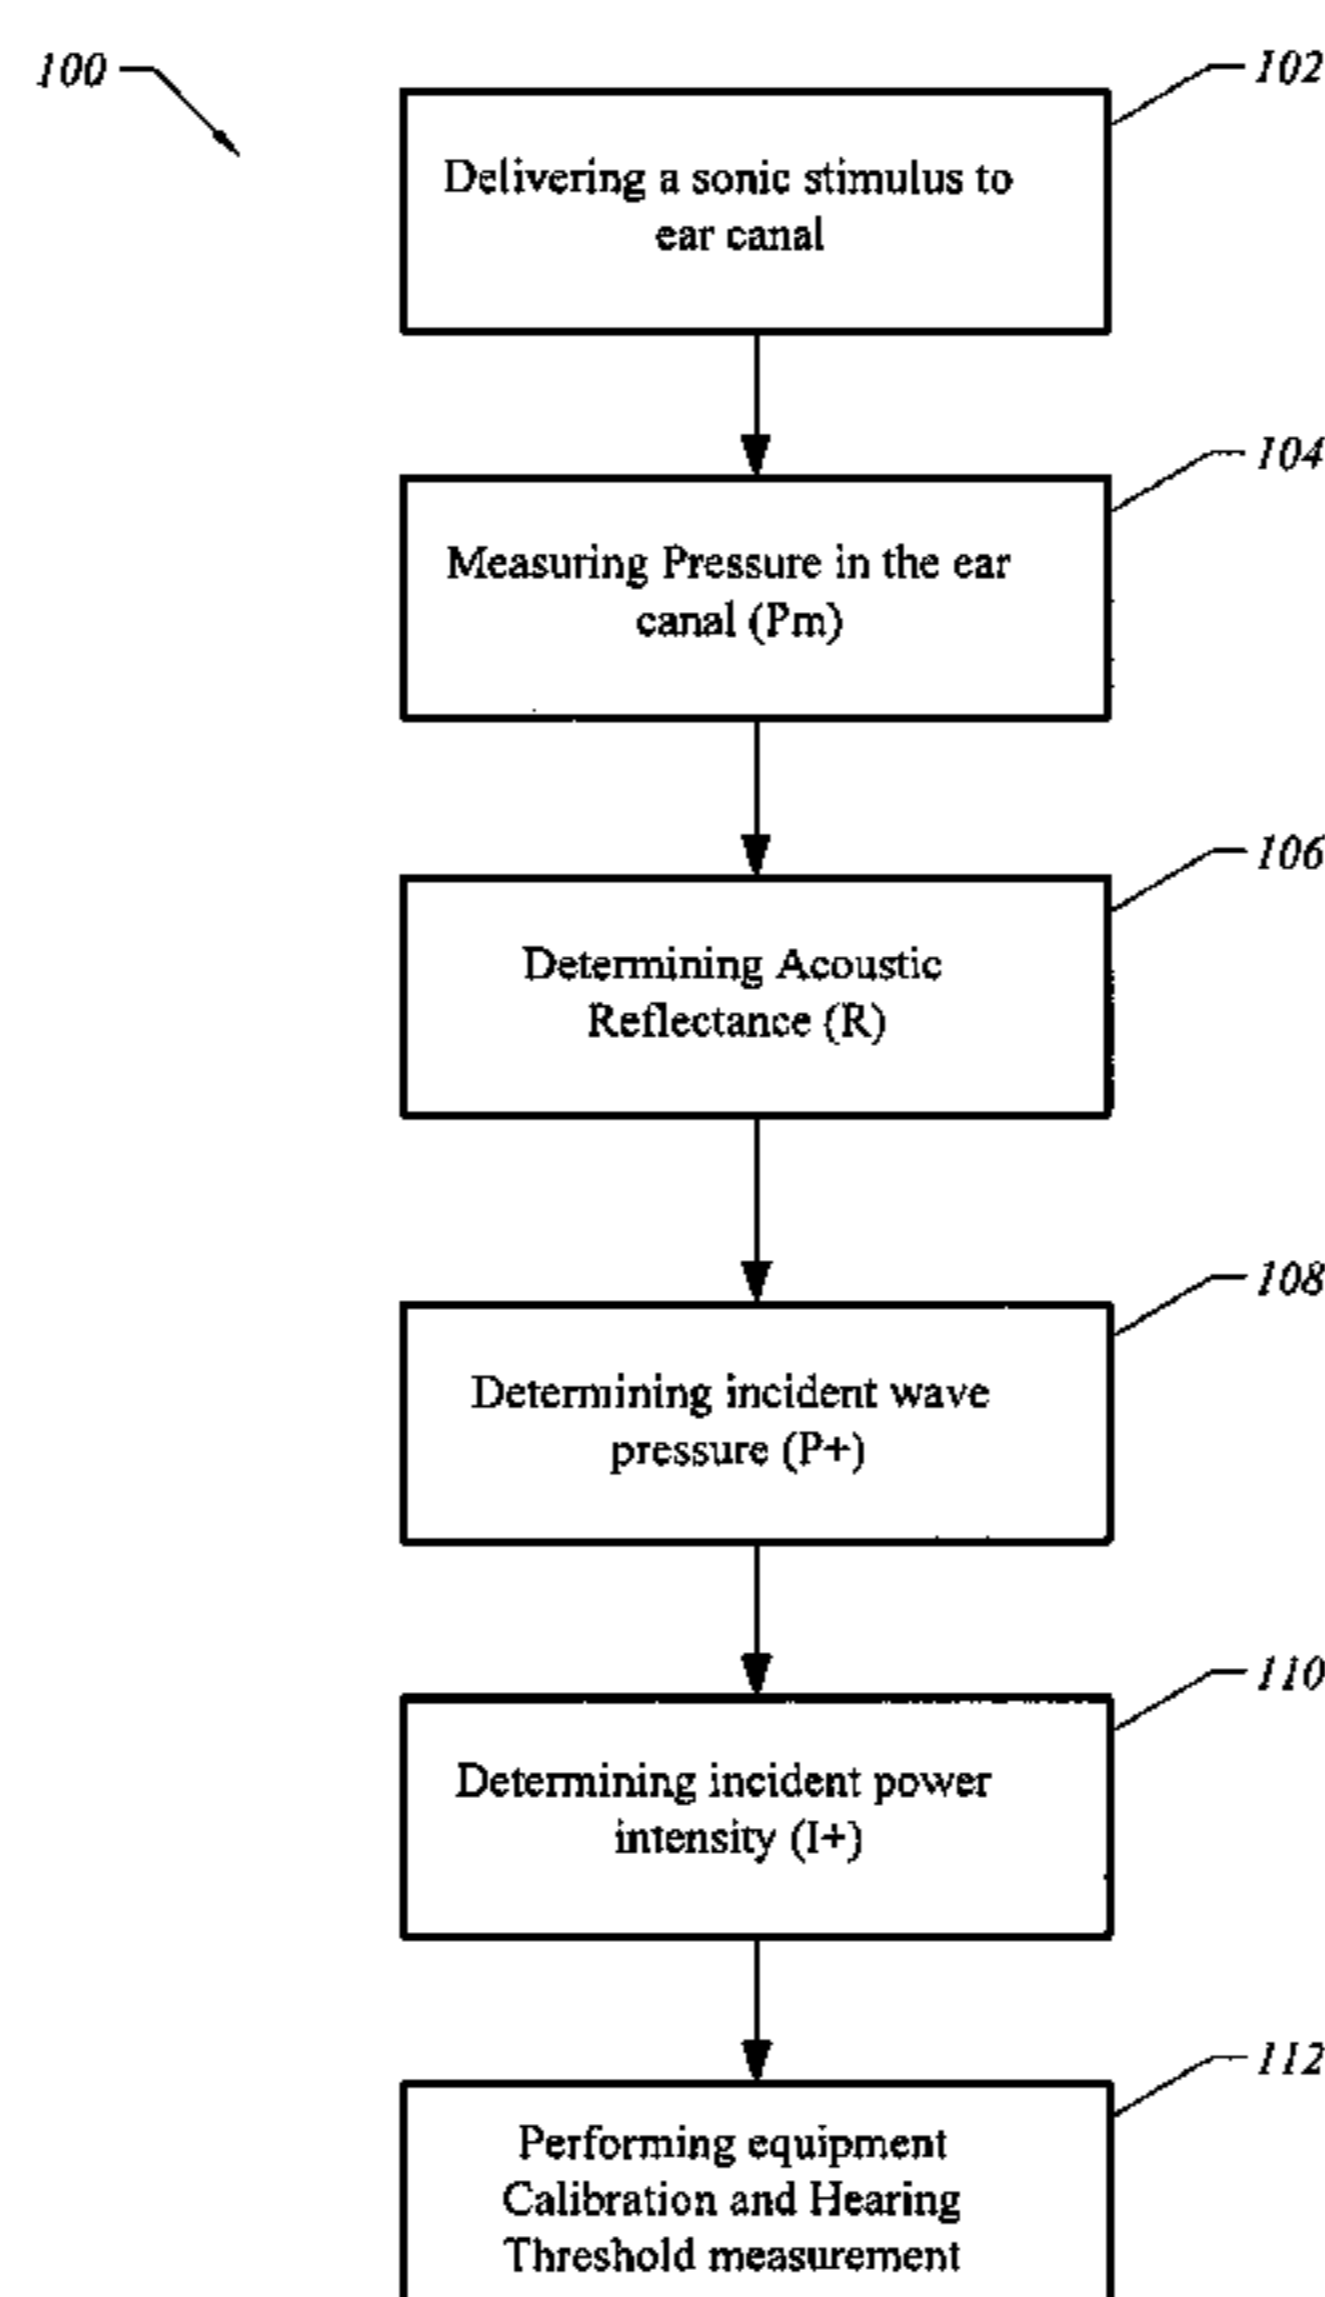 100
102
Delivering a sonic stimulus to
ear canal
104
Measuring Pressure in the ear
canal (Pm)
106
Determining Acoustic
Reflectance (R)
108
Determining incident wave
pressure (P+)
110
Determining incident power
intensity (I+)
112
Performing equipment
Calibration and Hearing
Threshold measurement